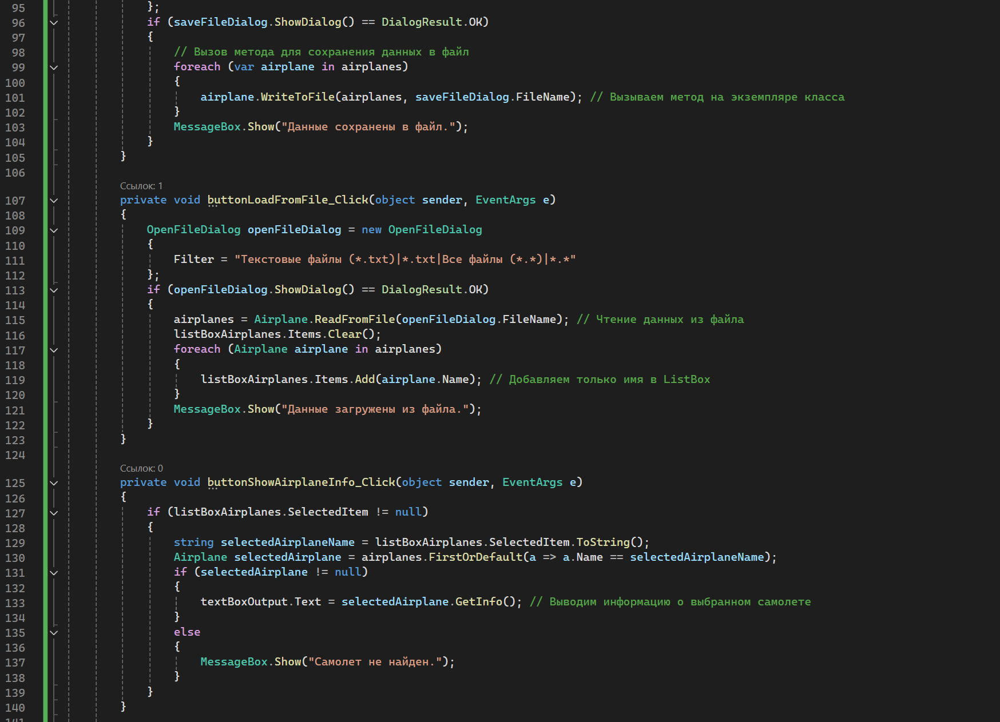 95 };
96 if (saveFileDialog.ShowDialog() == DialogResult.OK)
97 {
98 // Вызов метода для сохранения данных в файл
99 foreach (var airplane in airplanes)
100 {
101 airplane.WriteToFile(airplanes, saveFileDialog.FileName); // Вызываем метод на экземпляре класса
102 }
103 MessageBox.Show("Данные сохранены в файл.");
104 }
105 }
106
Ссылок: 1
107 private void buttonLoadFromFile_Click(object sender, EventArgs e)
108 {
109 OpenFileDialog openFileDialog = new OpenFileDialog
110 {
111 Filter = "Текстовые файлы (*.txt)|*.txt|Все файлы (*.*)|*.*"
112 };
113 if (openFileDialog.ShowDialog() == DialogResult.OK)
114 {
115 airplanes = Airplane.ReadFromFile(openFileDialog.FileName); // Чтение данных из файла
116 listBoxAirplanes.Items.Clear();
117 foreach (Airplane airplane in airplanes)
118 {
119 listBoxAirplanes.Items.Add(airplane.Name); // Добавляем только имя в ListBox
120 }
121 MessageBox.Show("Данные загружены из файла.");
122 }
123 }
124
Ссылок: 0
125 private void buttonShowAirplaneInfo_Click(object sender, EventArgs e)
126 {
127 if (listBoxAirplanes.SelectedItem != null)
128 {
129 string selectedAirplaneName = listBoxAirplanes.SelectedItem.ToString();
130 Airplane selectedAirplane = airplanes.FirstOrDefault(a => a.Name == selectedAirplaneName);
131 if (selectedAirplane != null)
132 {
133 textBoxOutput.Text = selectedAirplane.GetInfo(); // Выводим информацию о выбранном самолете
134 }
135 else
136 {
137 MessageBox.Show("Самолет не найден.");
138 }
139 }
140 }
141